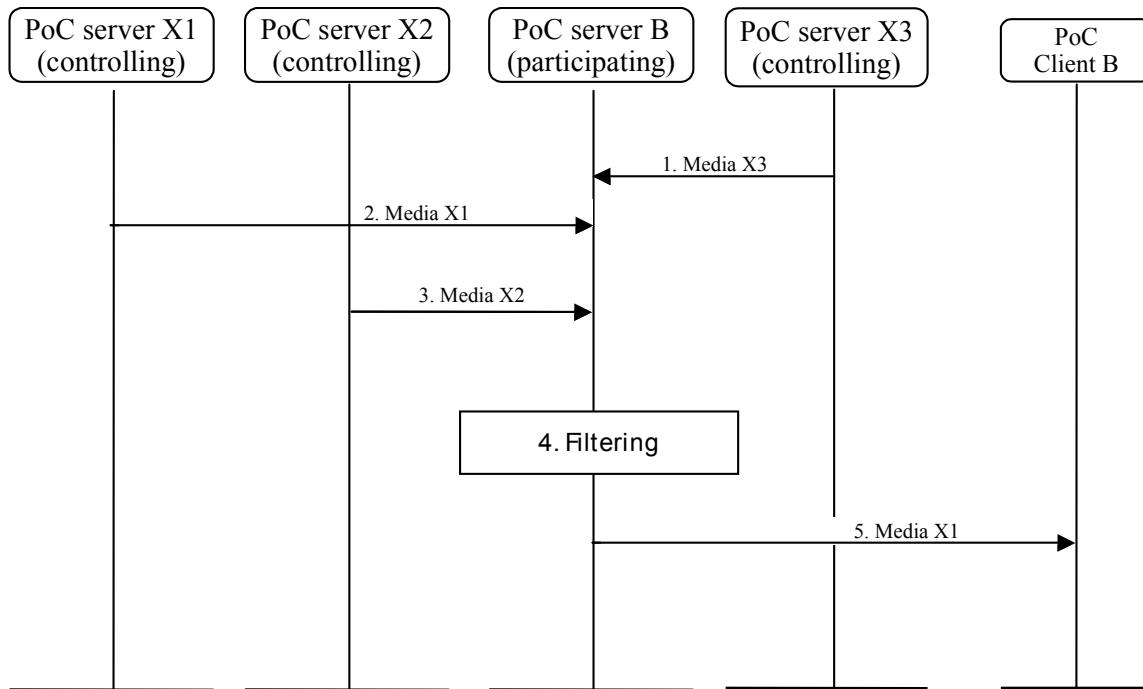 PoC server X1
(controlling)
PoC server X2
(controlling)
PoC server B
(participating)
PoC server X3
(controlling)
PoC
Client B
1. Media X3
2. Media X1
3. Media X2
4. Filtering
5. Media X1